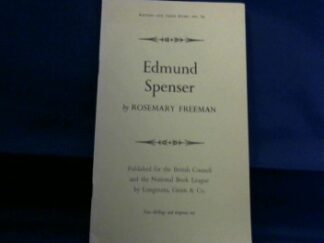 Edmund
Spenser
by ROSEMARY FREEMAN
Published for the British Council
and the National Book League
by Longmans, Green & Co.